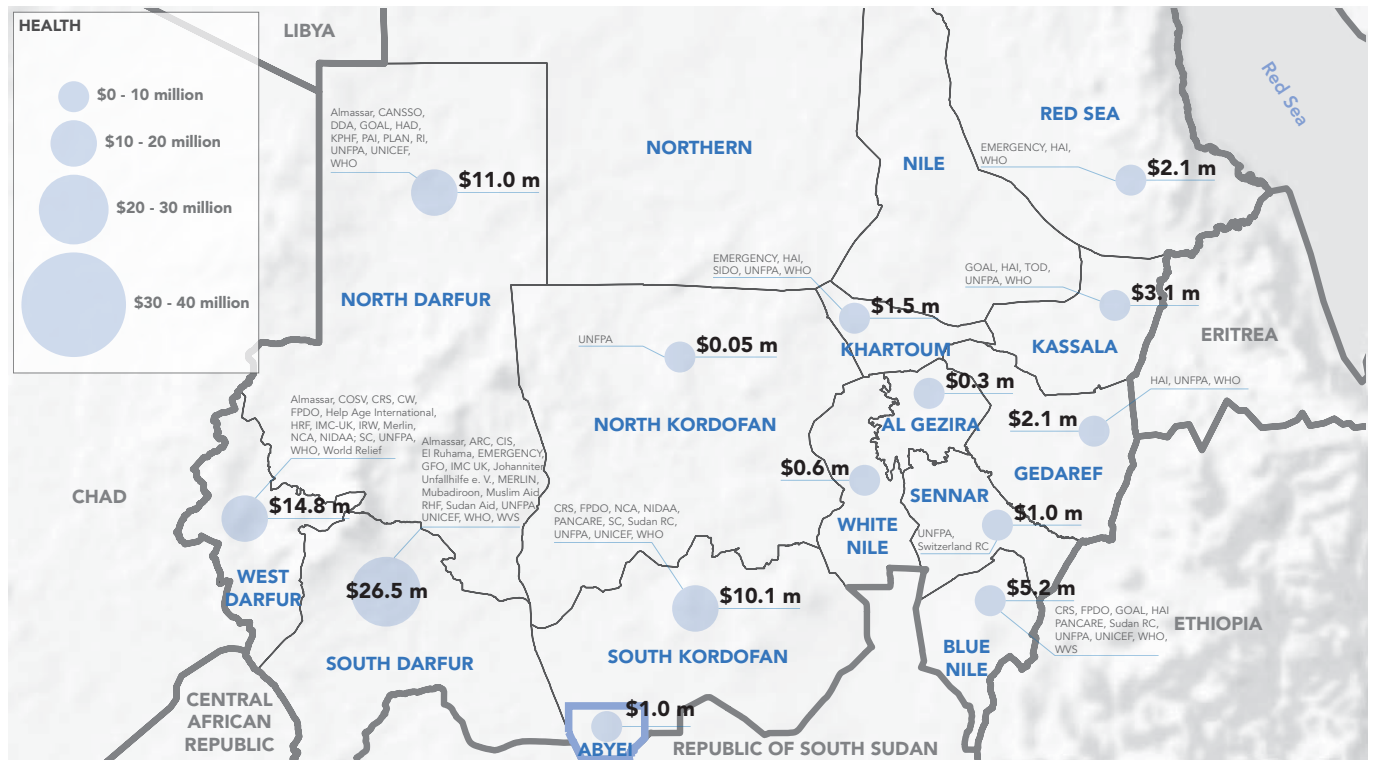 HEALTH
$0 - 10 million
$10 - 20 million
$20 - 30 million
$30 - 40 million
LIBYA
Red Sea
RED SEA
EMERGENCY, HAI,
WHO
$2.1 m
NORTHERN
NILE
Almassar, CANSSO,
DDA, GOAL, HAD,
KPHF, PAI, PLAN, RI,
UNFPA, UNICEF,
WHO
$11.0 m
NORTH DARFUR
EMERGENCY, HAI,
SIDO, UNFPA, WHO
$1.5 m
KHARTOUM
GOAL, HAI, TOD,
UNFPA, WHO
$3.1 m
KASSALA
ERITREA
UNFPA
$0.05 m
NORTH KORDOFAN
$0.3 m
AL GEZIRA
HAI, UNFPA, WHO
$2.1 m
GEDAREF
Almassar, COSV, CRS, CW,
FPDO, Help Age International,
HRF, IMC-UK, IRW, Merlin,
NCA, NIDAA; SC, UNFPA,
WHO, World Relief
$14.8 m
WEST
DARFUR
CHAD
Almassar, ARC, CIS,
El Ruhama, EMERGENCY,
GFO, IMC UK, Johanniter
Unfallhilfe e. V., MERLIN,
Mubadiroon, Muslim Aid,
RHF, Sudan Aid, UNFPA,
UNICEF, WHO, WVS
$26.5 m
SOUTH DARFUR
$0.6 m
WHITE
NILE
SENNAR
$1.0 m
UNFPA,
Switzerland RC
CRS, FPDO, NCA, NIDAA,
PANCARE, SC, Sudan RC,
UNFPA, UNICEF, WHO
$10.1 m
SOUTH KORDOFAN
$5.2 m
CRS, FPDO, GOAL, HAI
PANCARE, Sudan RC,
UNFPA, UNICEF, WHO,
WVS
BLUE
NILE
ETHIOPIA
CENTRAL
AFRICAN
REPUBLIC
$1.0 m
ABYEI
REPUBLIC OF SOUTH SUDAN